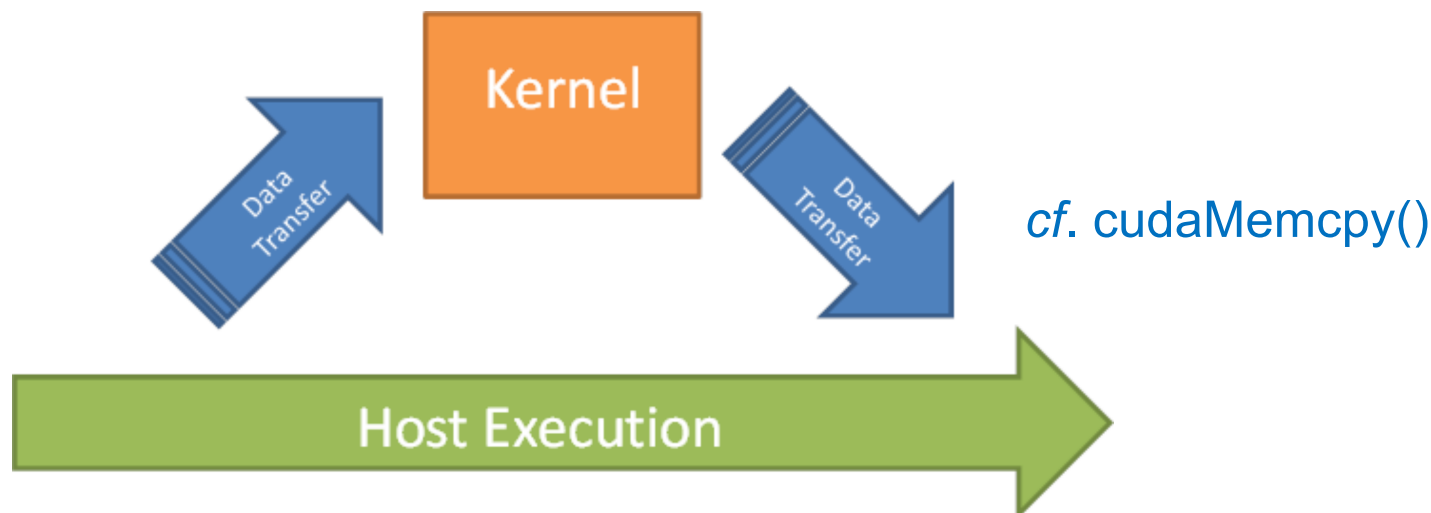 Kernel
Data
Transfer
Data
Transfer
cf. cudaMemcpy()
Host Execution